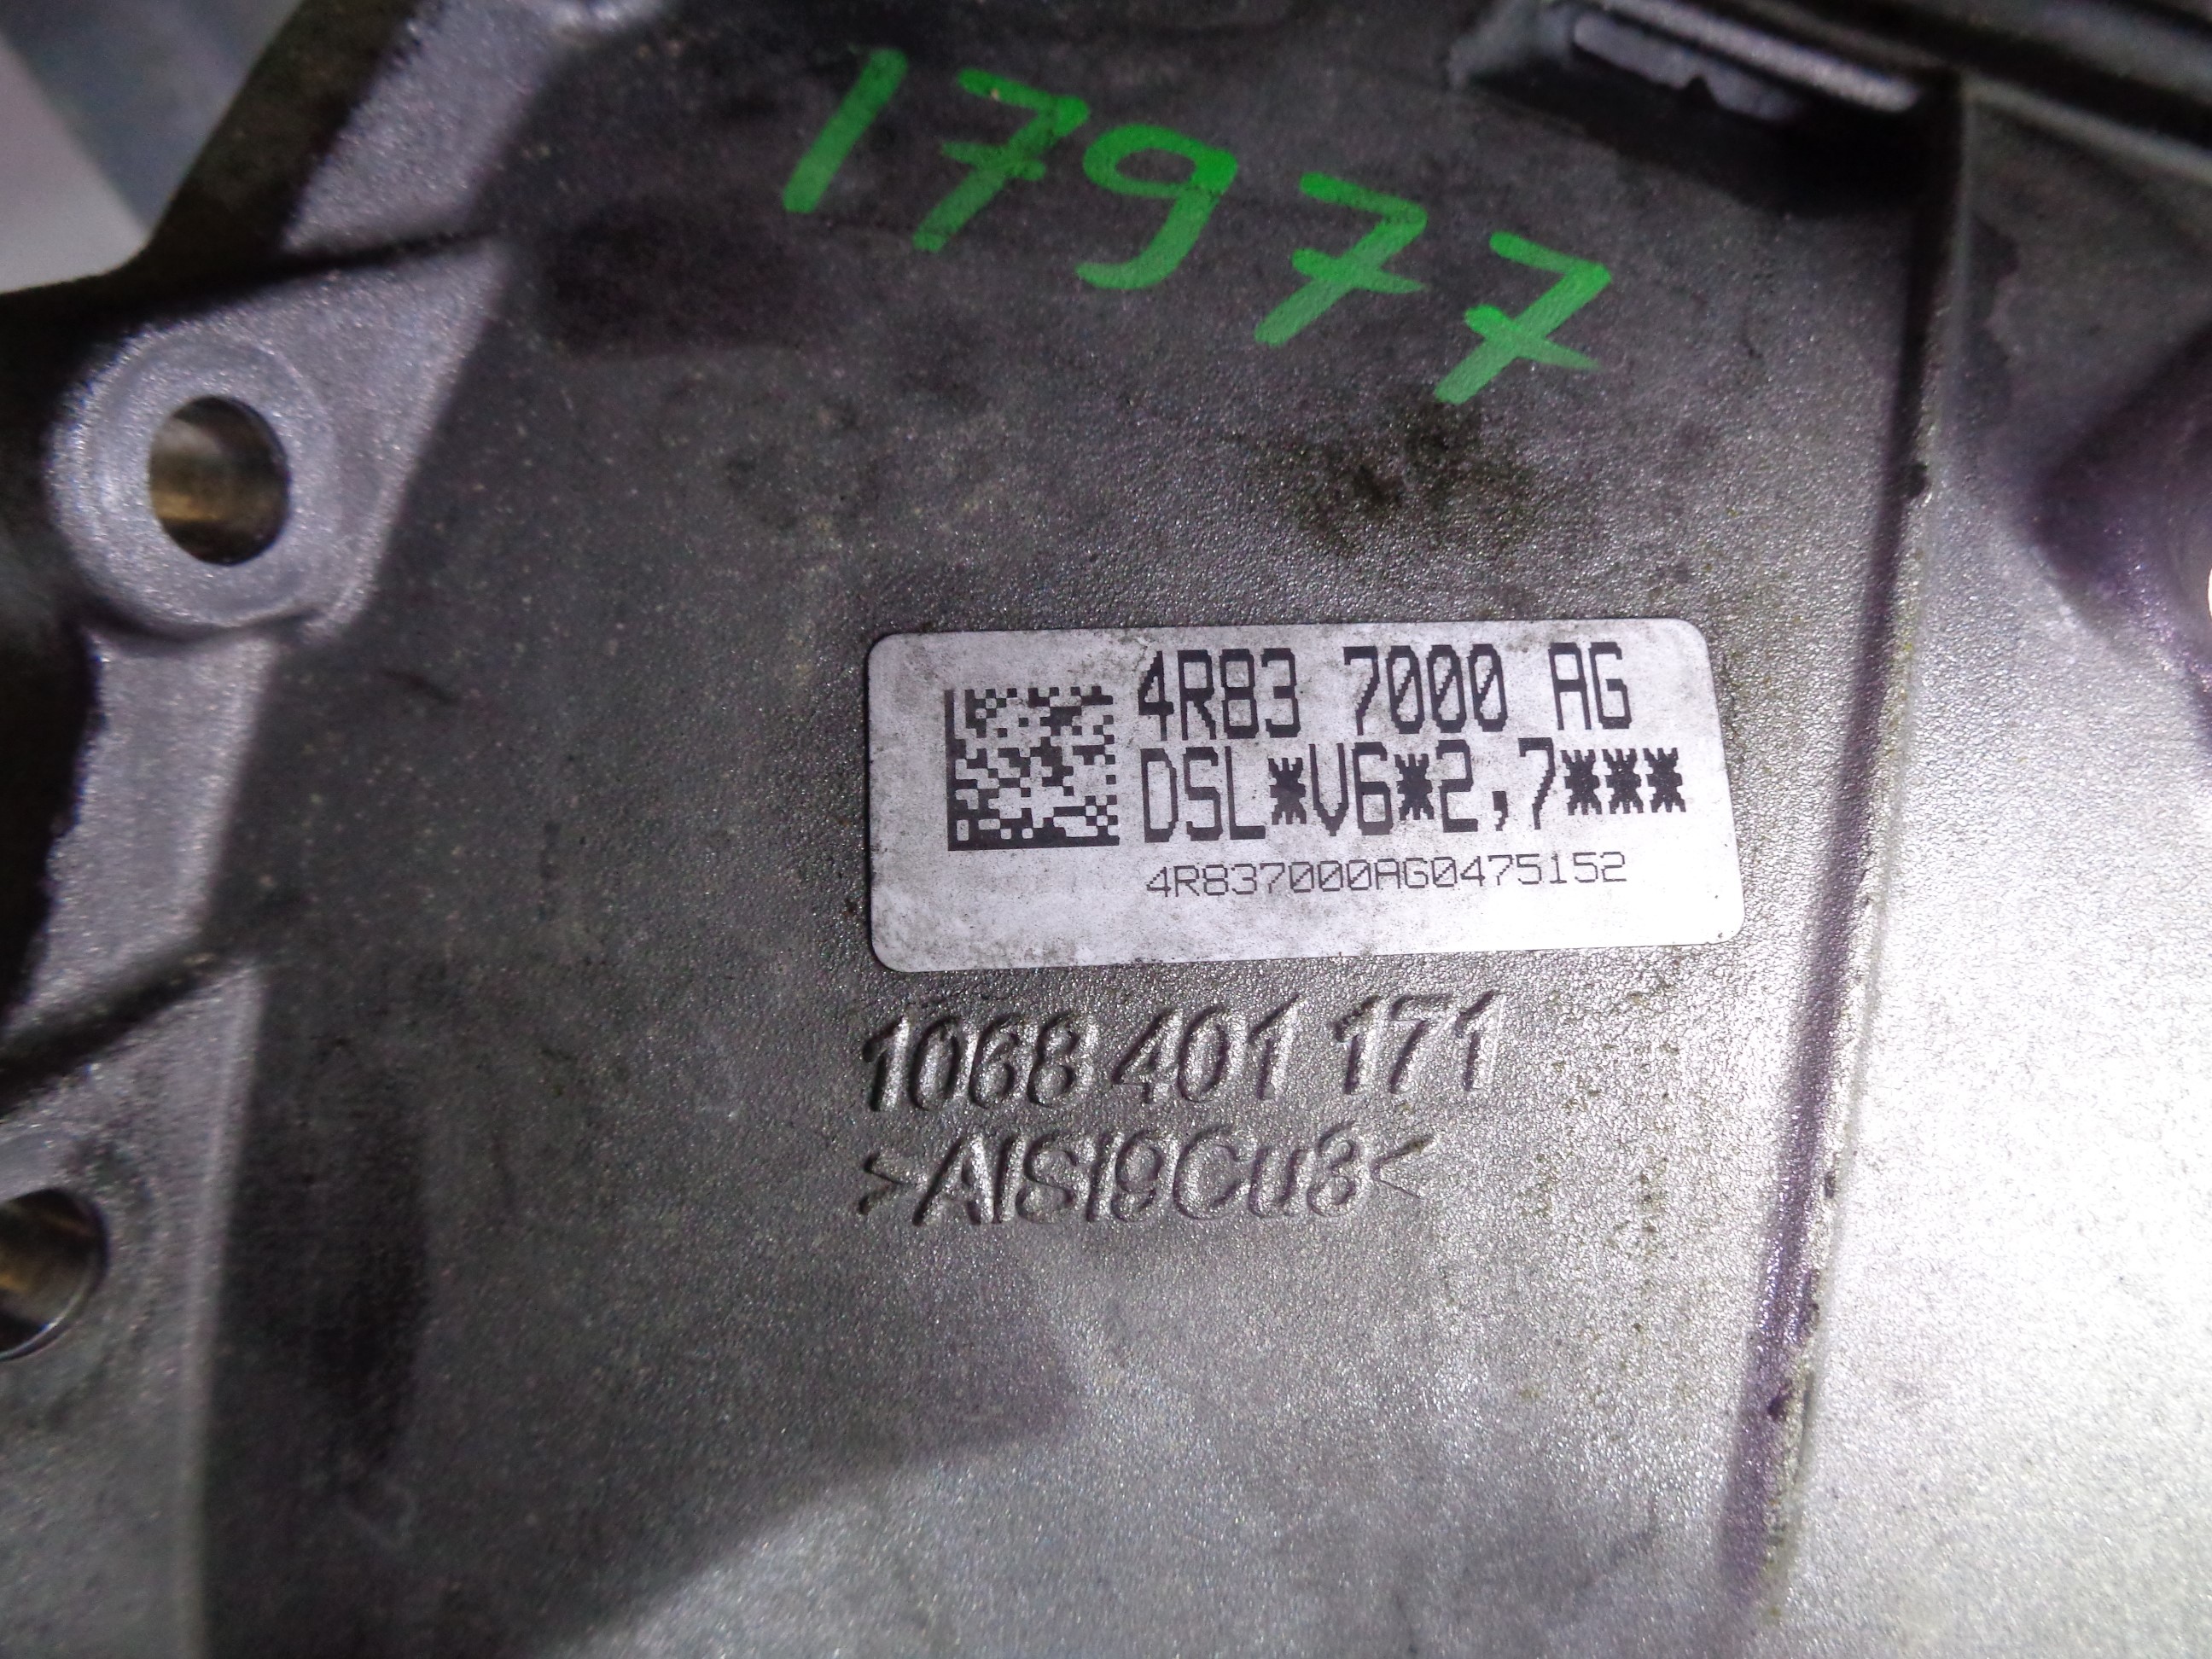 17977
4R83 7000 AG
DSL*V6*2,7***
4R837000AG0475152
1068 401 171
>AlSi9Cu3<